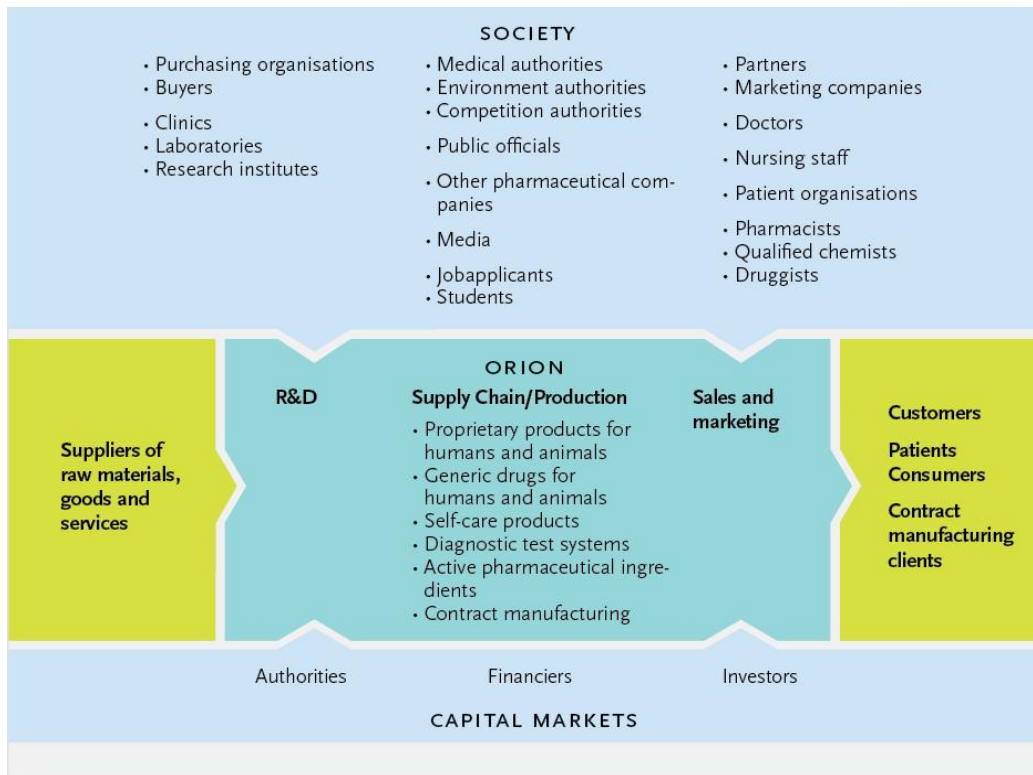 SOCIETY
• Purchasing organisations
• Buyers
• Clinics
• Laboratories
• Research institutes
• Medical authorities
• Environment authorities
• Competition authorities
• Public officials
• Other pharmaceutical com-
panies
• Media
• Jobapplicants
• Students
• Partners
• Marketing companies
• Doctors
• Nursing staff
• Patient organisations
• Pharmacists
• Qualified chemists
• Druggists
Suppliers of
raw materials,
goods and
services
ORION
R&D
Supply Chain/Production
• Proprietary products for
humans and animals
• Generic drugs for
humans and animals
• Self-care products
• Diagnostic test systems
• Active pharmaceutical ingre-
dients
• Contract manufacturing
Sales and
marketing
Customers
Patients
Consumers
Contract
manufacturing
clients
Authorities
Financiers
Investors
CAPITAL MARKETS